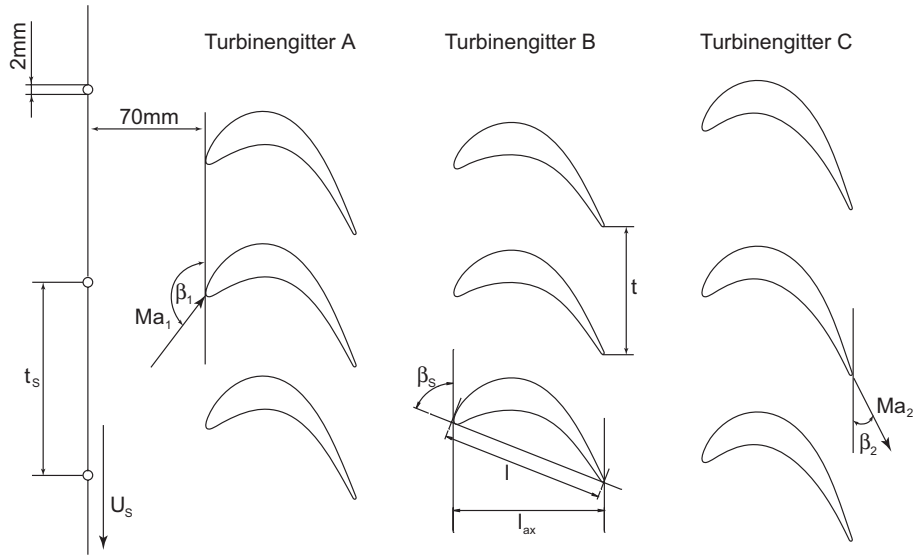 2mm
Turbinengitter A
Turbinengitter B
Turbinengitter C
70mm
β₁
Ma₁
t
tₛ
βₛ
Ma₂
β₂
l
Uₛ
lₐₓ